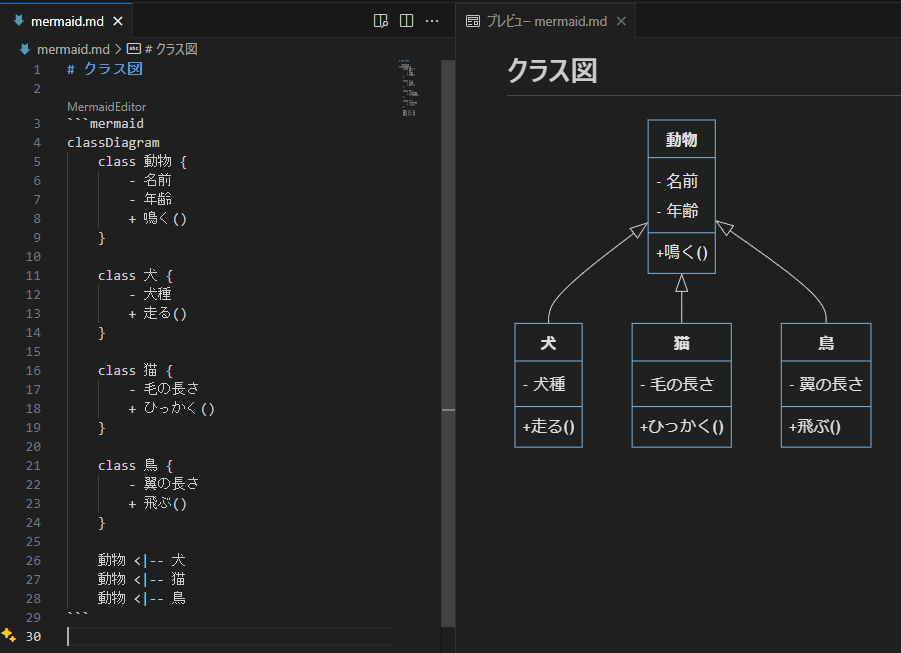 mermaid.md
mermaid.md > # クラス図
1 # クラス図
2
MermaidEditor
3 ```mermaid
4 classDiagram
5 class 動物 {
6 - 名前
7 - 年齢
8 + 鳴く()
9 }
10
11 class 犬 {
12 - 犬種
13 + 走る()
14 }
15
16 class 猫 {
17 - 毛の長さ
18 + ひっかく()
19 }
20
21 class 鳥 {
22 - 翼の長さ
23 + 飛ぶ()
24 }
25
26 動物 <|-- 犬
27 動物 <|-- 猫
28 動物 <|-- 鳥
29 ```
30
プレビュー mermaid.md
クラス図
動物
- 名前
- 年齢
+鳴く()
犬
- 犬種
+走る()
猫
- 毛の長さ
+ひっかく()
鳥
- 翼の長さ
+飛ぶ()